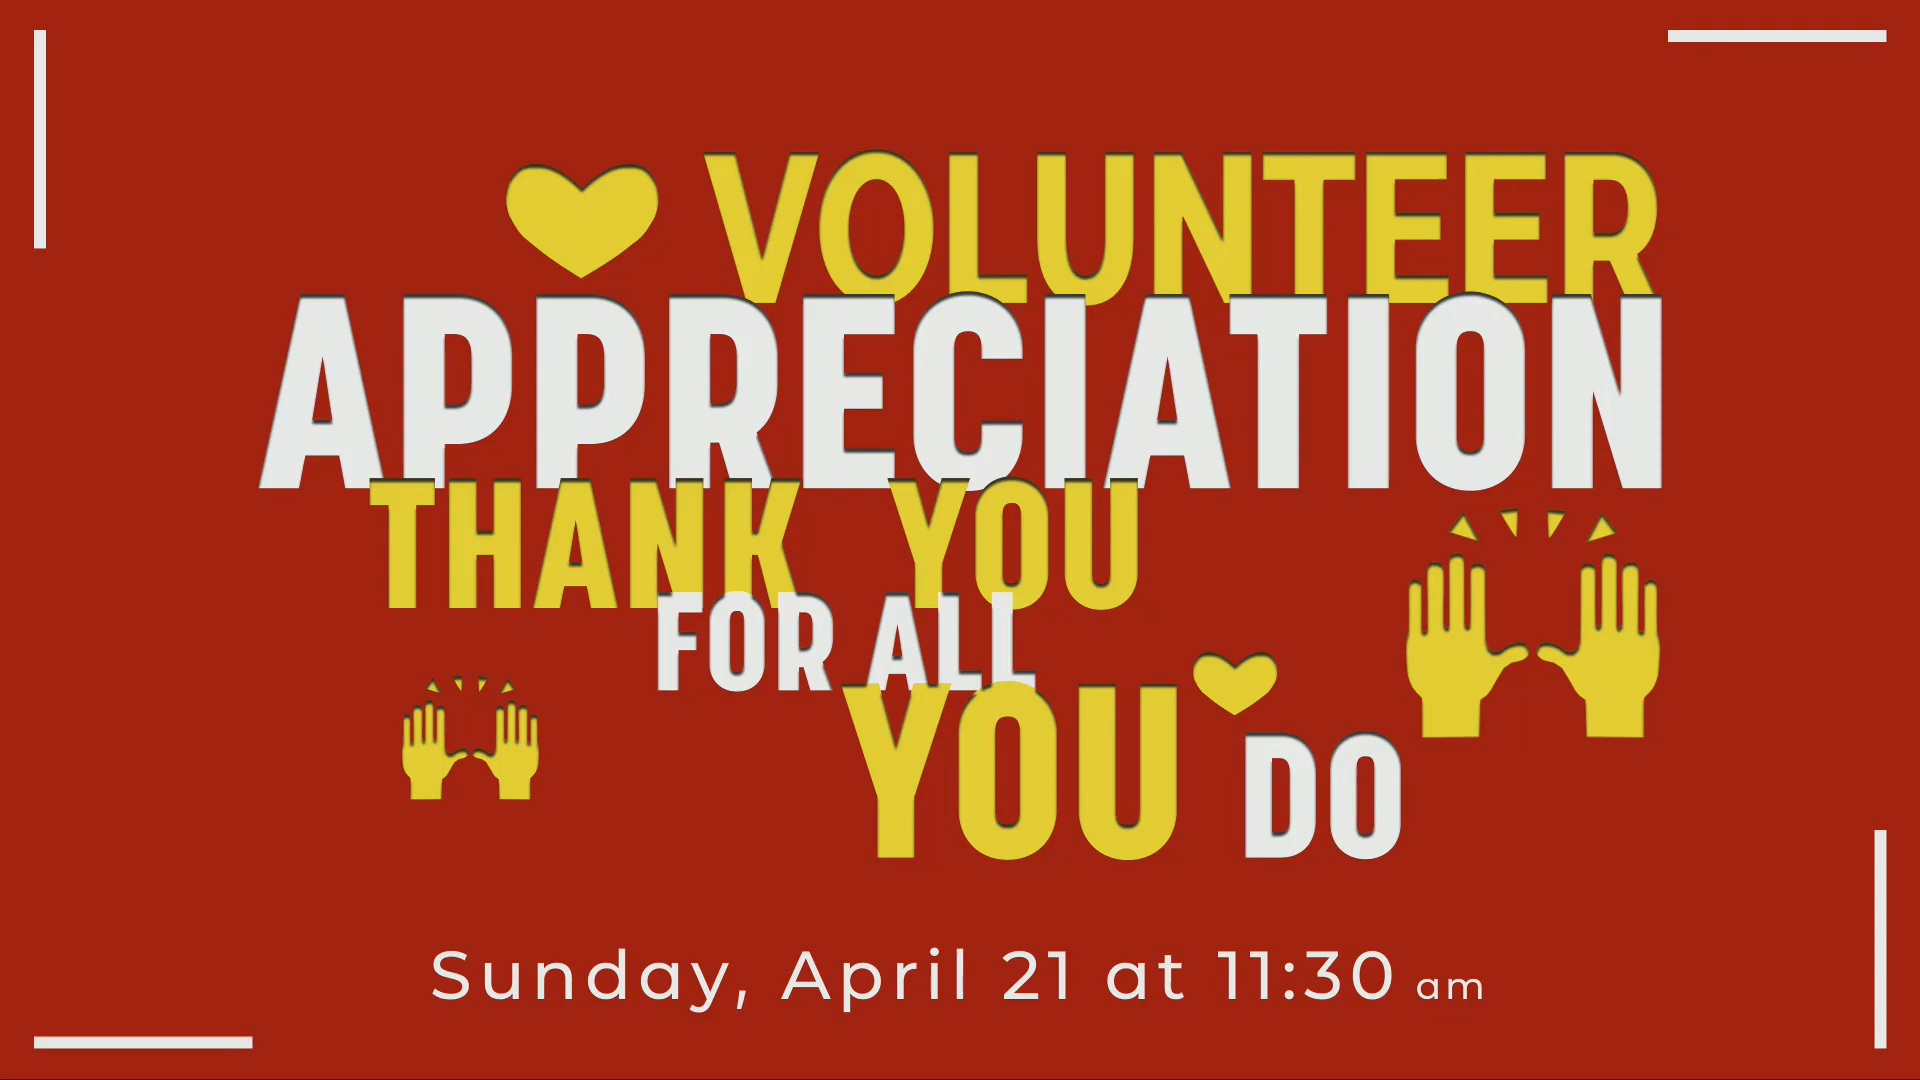 VOLUNTEER
APPRECIATION
THANK YOU
FOR ALL
YOU DO
Sunday, April 21 at 11:30 am